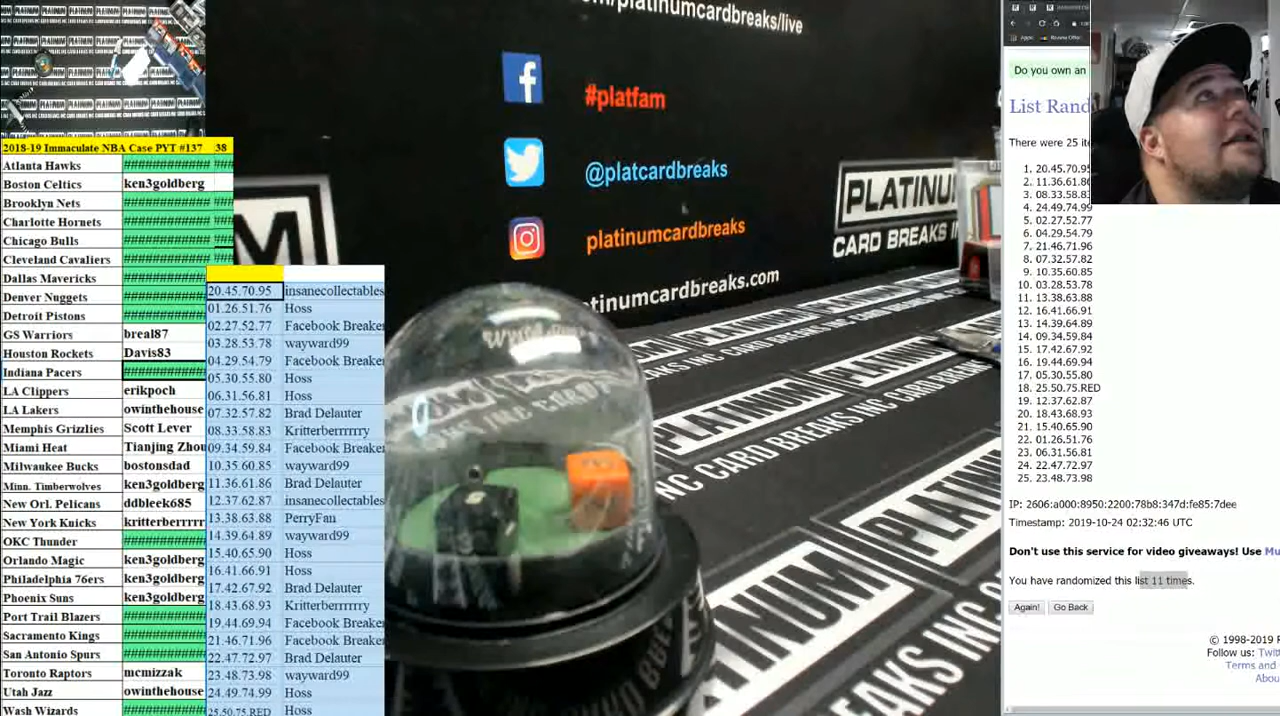 com/platinumcardbreaks/live
#platfam
@platcardbreaks
platinumcardbreaks
tinumcardbreaks.com
PLATINUM
CARD BREAKS IN
2018-19 Immaculate NBA Case PYT #137 38
Atlanta Hawks ############ ####
Boston Celtics ken3goldberg
Brooklyn Nets ############
Charlotte Hornets ############
Chicago Bulls ############
Cleveland Cavaliers ############
Dallas Mavericks ############
Denver Nuggets ############
Detroit Pistons ############
GS Warriors breal87
Houston Rockets Davis83
Indiana Pacers ############
LA Clippers erikpoch
LA Lakers owinthehouse
Memphis Grizzlies Scott Lever
Miami Heat Tianjing Zhou
Milwaukee Bucks bostonsdad
Minn. Timberwolves ken3goldberg
New Orl. Pelicans ddbleek685
New York Knicks kritterberrrrr
OKC Thunder ############
Orlando Magic ken3goldberg
Philadelphia 76ers ken3goldberg
Phoenix Suns ken3goldberg
Port Trail Blazers ############
Sacramento Kings ############
San Antonio Spurs ############
Toronto Raptors mcmizzak
Utah Jazz owinthehouse
Wash Wizards ############
20.45.70.95 insanecollectables
01.26.51.76 Hoss
02.27.52.77 Facebook Breaker
03.28.53.78 wayward99
04.29.54.79 Facebook Breaker
05.30.55.80 Hoss
06.31.56.81 Hoss
07.32.57.82 Brad Delauter
08.33.58.83 Kritterberrrrrry
09.34.59.84 Facebook Breaker
10.35.60.85 wayward99
11.36.61.86 Brad Delauter
12.37.62.87 insanecollectables
13.38.63.88 PerryFan
14.39.64.89 wayward99
15.40.65.90 Hoss
16.41.66.91 Hoss
17.42.67.92 Brad Delauter
18.43.68.93 Kritterberrrrrry
19.44.69.94 Facebook Breaker
21.46.71.96 Facebook Breaker
22.47.72.97 Brad Delauter
23.48.73.98 wayward99
24.49.74.99 Hoss
25.50.75.RED Hoss
Do you own an
List Rand
There were 25 ite
1. 20.45.70.95
2. 11.36.61.86
3. 08.33.58.83
4. 24.49.74.99
5. 02.27.52.77
6. 04.29.54.79
7. 21.46.71.96
8. 07.32.57.82
9. 10.35.60.85
10. 03.28.53.78
11. 13.38.63.88
12. 16.41.66.91
13. 14.39.64.89
14. 09.34.59.84
15. 17.42.67.92
16. 19.44.69.94
17. 05.30.55.80
18. 25.50.75.RED
19. 12.37.62.87
20. 18.43.68.93
21. 15.40.65.90
22. 01.26.51.76
23. 06.31.56.81
24. 22.47.72.97
25. 23.48.73.98
IP: 2606:a000:8950:2200:78b8:347d:fe85:7dee
Timestamp: 2019-10-24 02:32:46 UTC
Don't use this service for video giveaways! Use Mu
You have randomized this list 11 times.
Again! Go Back
© 1998-2019 R
Follow us: Twit
Terms and
Abou